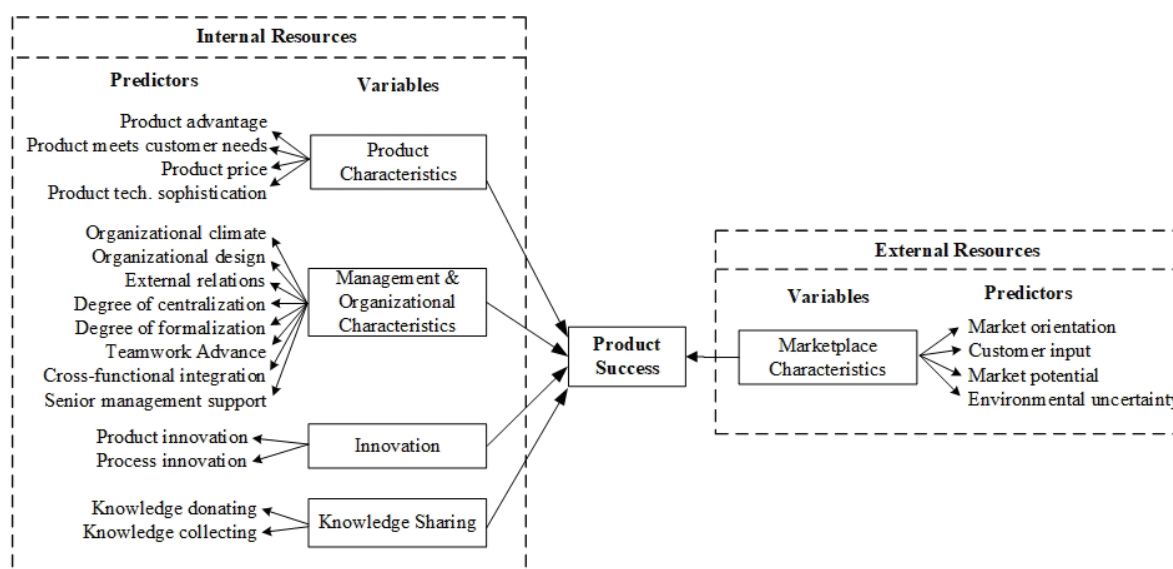 Internal Resources
Predictors
Variables
Product advantage
Product meets customer needs
Product price
Product tech. sophistication
Product
Characteristics
Organizational climate
Organizational design
External relations
Degree of centralization
Degree of formalization
Teamwork Advance
Cross-functional integration
Senior management support
Management &
Organizational
Characteristics
Product innovation
Process innovation
Innovation
Knowledge donating
Knowledge collecting
Knowledge Sharing
Product
Success
External Resources
Variables
Predictors
Marketplace
Characteristics
Market orientation
Customer input
Market potential
Environmental uncertainty